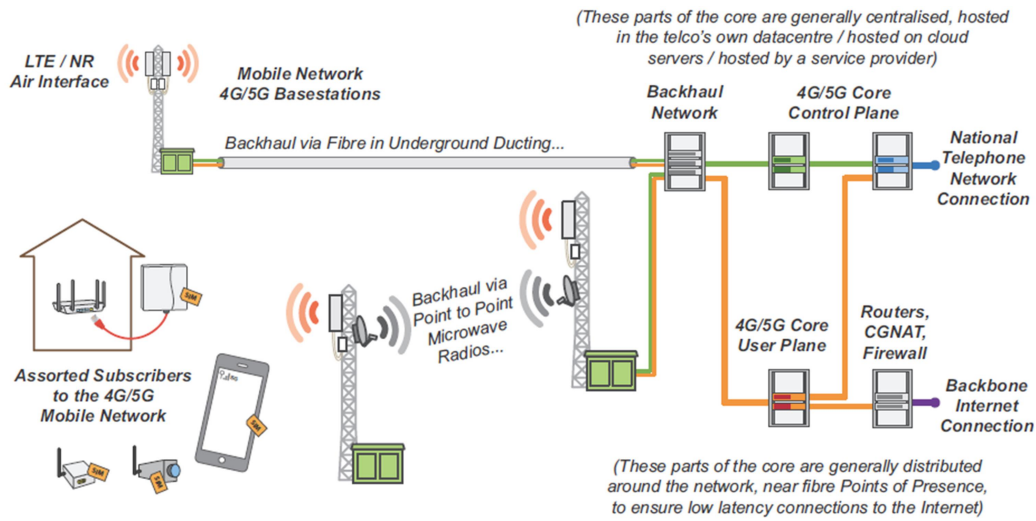 (These parts of the core are generally centralised, hosted
in the telco's own datacentre / hosted on cloud
servers / hosted by a service provider)
LTE / NR
Air Interface
Mobile Network
4G/5G Basestations
Backhaul
Network
4G/5G Core
Control Plane
Backhaul via Fibre in Underground Ducting...
National
Telephone
Network
Connection
SIM
Backhaul via
Point to Point
Microwave
Radios...
4G/5G Core
User Plane
Routers,
CGNAT,
Firewall
Assorted Subscribers
to the 4G/5G
Mobile Network
SIM
SIM
SIM
Backbone
Internet
Connection
(These parts of the core are generally distributed
around the network, near fibre Points of Presence,
to ensure low latency connections to the Internet)